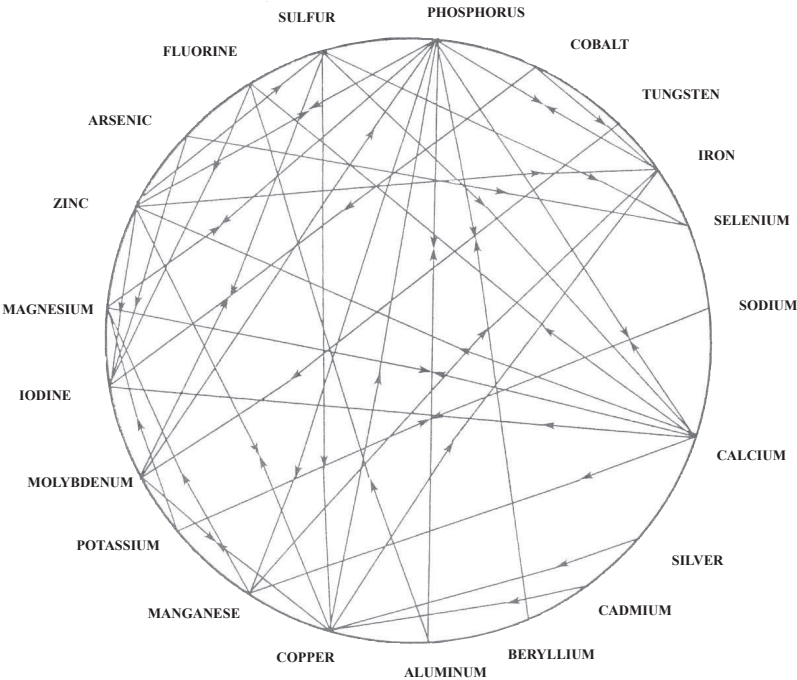 PHOSPHORUS
SULFUR
COBALT
FLUORINE
TUNGSTEN
ARSENIC
IRON
ZINC
SELENIUM
MAGNESIUM
SODIUM
IODINE
CALCIUM
MOLYBDENUM
POTASSIUM
SILVER
MANGANESE
CADMIUM
COPPER
BERYLLIUM
ALUMINUM